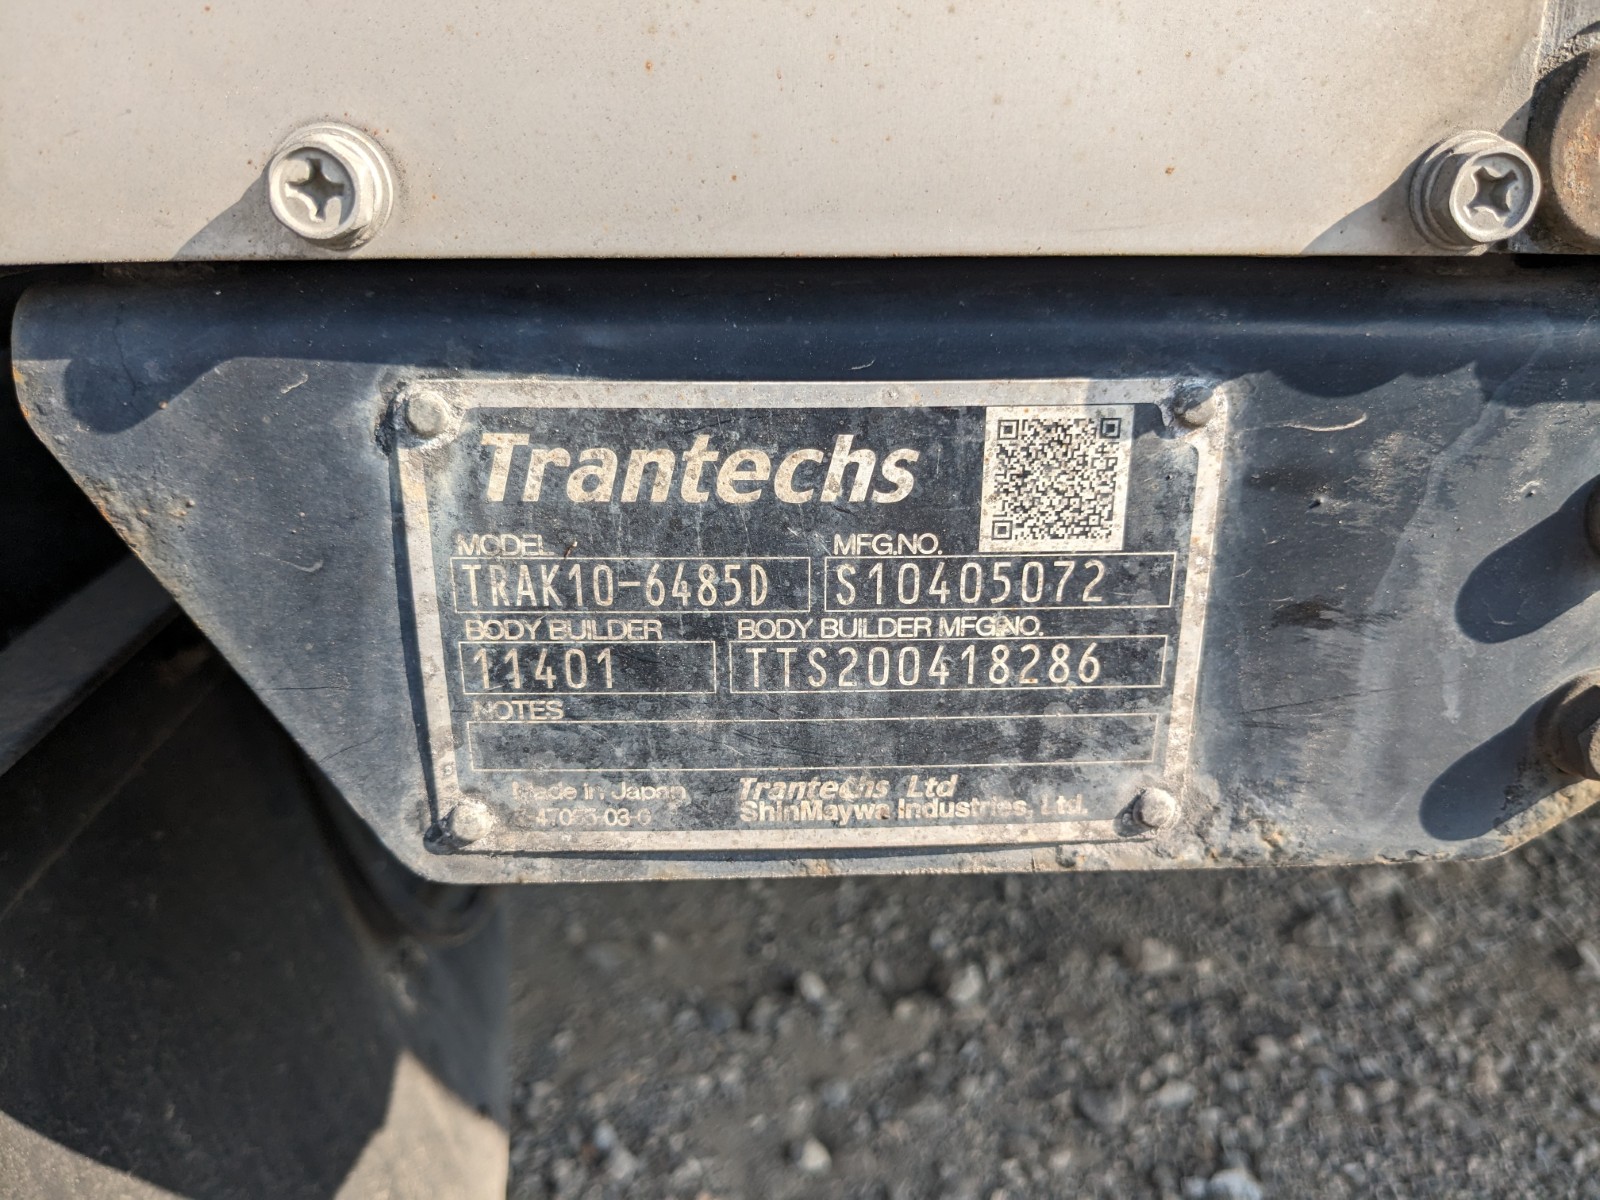 Trantechs
MODEL MFG.NO.
TRAK10-6485D S10405072
BODY BUILDER BODY BUILDER MFG.NO.
11401 TTS200418286
NOTES
Made in Japan Trantechs Ltd
ShinMaywa Industries, Ltd.